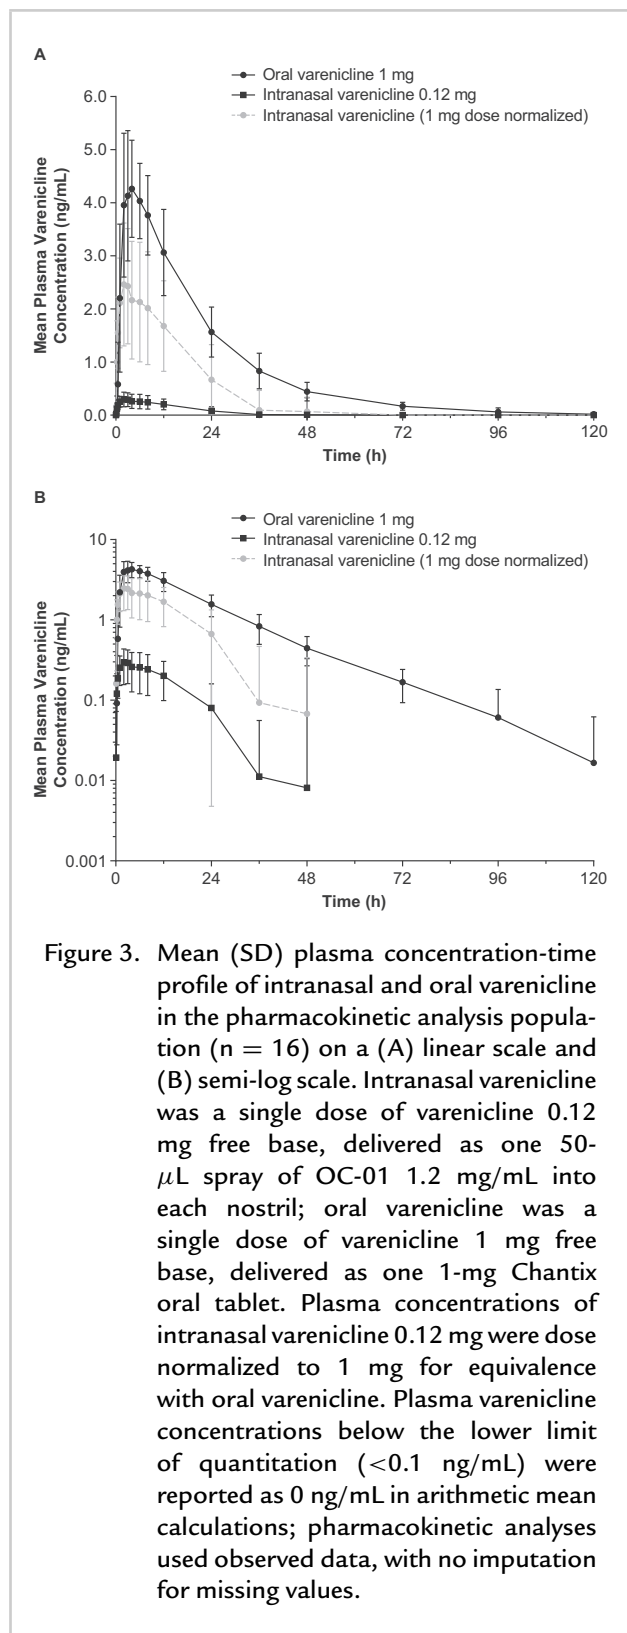 A
Oral varenicline 1 mg
Intranasal varenicline 0.12 mg
Intranasal varenicline (1 mg dose normalized)
Mean Plasma Varenicline
Concentration (ng/mL)
6.0
5.0
4.0
3.0
2.0
1.0
0.0
0 24 36 48 72 96 120
Time (h)
B
Oral varenicline 1 mg
Intranasal varenicline 0.12 mg
Intranasal varenicline (1 mg dose normalized)
Mean Plasma Varenicline
Concentration (ng/mL)
10
1
0.1
0.01
0.001
0 24 36 48 72 96 120
Time (h)
Figure 3. Mean (SD) plasma concentration-time
profile of intranasal and oral varenicline
in the pharmacokinetic analysis popula-
tion (n = 16) on a (A) linear scale and
(B) semi-log scale. Intranasal varenicline
was a single dose of varenicline 0.12
mg free base, delivered as one 50-
μL spray of OC-01 1.2 mg/mL into
each nostril; oral varenicline was a
single dose of varenicline 1 mg free
base, delivered as one 1-mg Chantix
oral tablet. Plasma concentrations of
intranasal varenicline 0.12 mg were dose
normalized to 1 mg for equivalence
with oral varenicline. Plasma varenicline
concentrations below the lower limit
of quantitation (<0.1 ng/mL) were
reported as 0 ng/mL in arithmetic mean
calculations; pharmacokinetic analyses
used observed data, with no imputation
for missing values.